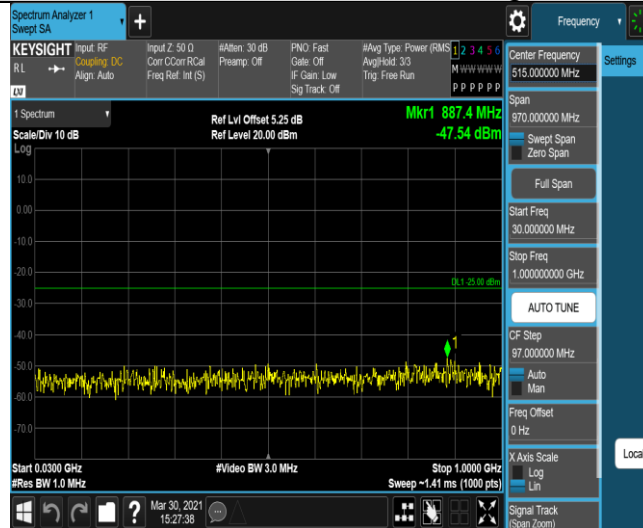 Spectrum Analyzer 1
Swept SA
+
Frequency
KEYSIGHT
RL
LXI
Input: RF
Coupling: DC
Align: Auto
Input Z: 50 Ω
Corr CCorr RCal
Freq Ref: Int (S)
#Atten: 30 dB
Preamp: Off
PNO: Fast
Gate: Off
IF Gain: Low
Sig Track: Off
#Avg Type: Power (RMS
Avg|Hold: 3/3
Trig: Free Run
1 2 3 4 5 6
M W W W W W
P P P P P P
1 Spectrum
Scale/Div 10 dB
Log
Ref Lvl Offset 5.25 dB
Ref Level 20.00 dBm
Mkr1 887.4 MHz
-47.54 dBm
10.0
0.00
-10.0
-20.0
DL1 -25.00 dBm
-30.0
-40.0
1
-50.0
-60.0
-70.0
Start 0.0300 GHz
#Res BW 1.0 MHz
#Video BW 3.0 MHz
Stop 1.0000 GHz
Sweep ~1.41 ms (1000 pts)
Mar 30, 2021
15:27:38
Center Frequency
515.000000 MHz
Span
970.000000 MHz
Swept Span
Zero Span
Full Span
Start Freq
30.000000 MHz
Stop Freq
1.000000000 GHz
AUTO TUNE
CF Step
97.000000 MHz
Auto
Man
Freq Offset
0 Hz
X Axis Scale
Log
Lin
Signal Track
(Span Zoom)
Settings
Loca